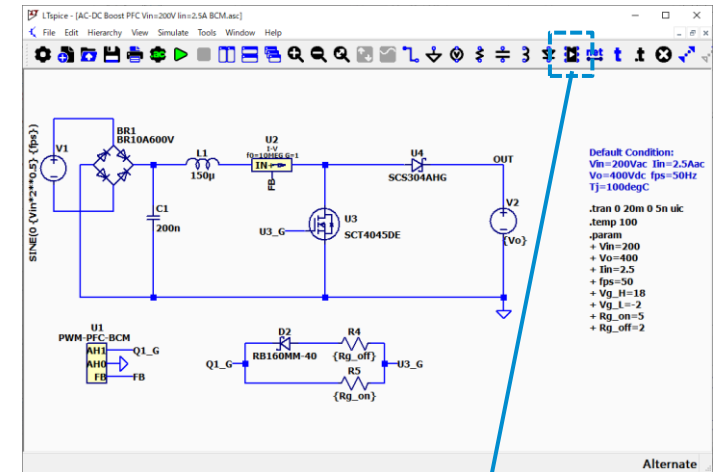 LTspice - [AC-DC Boost PFC Vin=200V Iin=2.5A BCM.asc]
File Edit Hierarchy View Simulate Tools Window Help
net t .t
BR1
BR10A600V
V1
SINE(0 {Vin*2**0.5} {fps})
L1
150µ
U2
I-V
f0=10MEG G=1
IN+
FB
U4
SCS304AHG
OUT
C1
200n
U3_G
U3
SCT4045DE
V2
{Vo}
Default Condition:
Vin=200Vac Iin=2.5Aac
Vo=400Vdc fps=50Hz
Tj=100degC
.tran 0 20m 0 5n uic
.temp 100
.param
+ Vin=200
+ Vo=400
+ Iin=2.5
+ fps=50
+ Vg_H=18
+ Vg_L=-2
+ Rg_on=5
+ Rg_off=2
U1
PWM-PFC-BCM
AH1 Q1_G
AH0
FB FB
D2
RB160MM-40
R4
{Rg_off}
Q1_G
U3_G
R5
{Rg_on}
Alternate